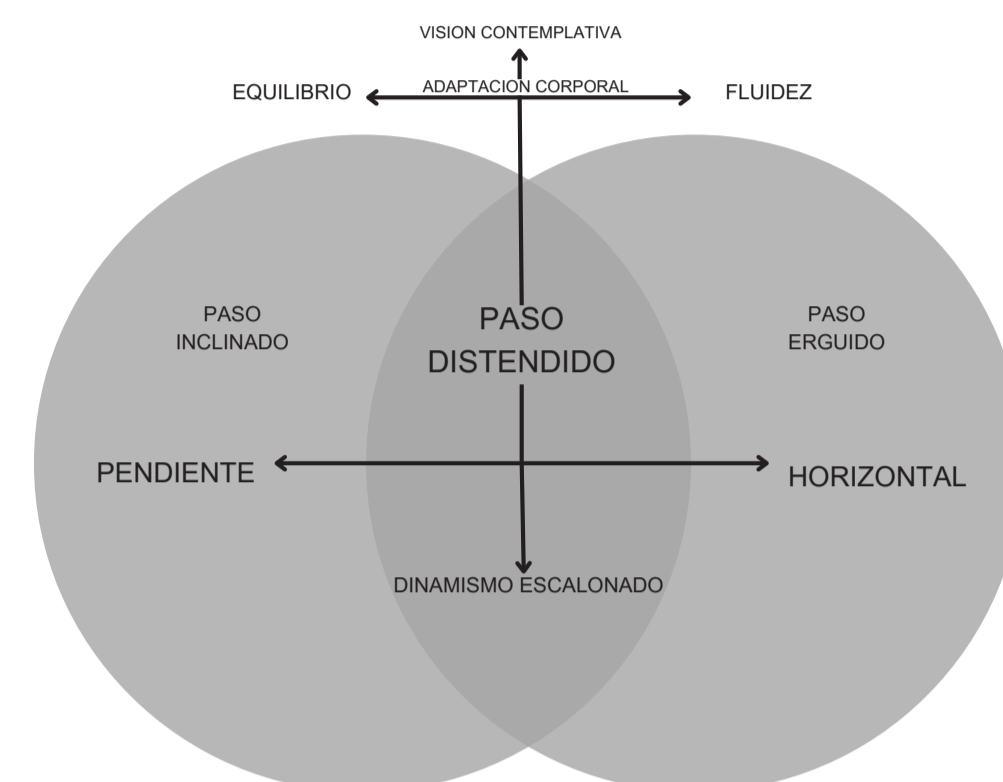 VISION CONTEMPLATIVA
ADAPTACION CORPORAL
EQUILIBRIO
FLUIDEZ
PASO
INCLINADO
PASO
DISTENDIDO
PASO
ERGUIDO
PENDIENTE
HORIZONTAL
DINAMISMO ESCALONADO